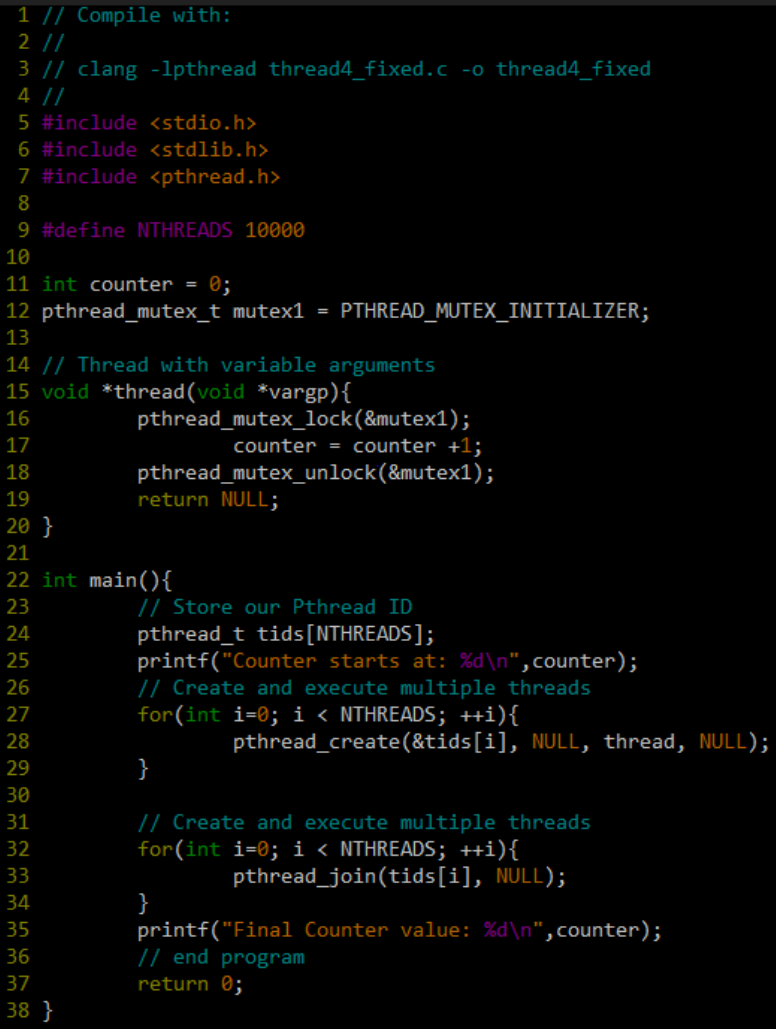 1 // Compile with:
2 //
3 // clang -lpthread thread4_fixed.c -o thread4_fixed
4 //
5 #include <stdio.h>
6 #include <stdlib.h>
7 #include <pthread.h>
8
9 #define NTHREADS 10000
10
11 int counter = 0;
12 pthread_mutex_t mutex1 = PTHREAD_MUTEX_INITIALIZER;
13
14 // Thread with variable arguments
15 void *thread(void *vargp){
16         pthread_mutex_lock(&mutex1);
17                 counter = counter +1;
18         pthread_mutex_unlock(&mutex1);
19         return NULL;
20 }
21
22 int main(){
23         // Store our Pthread ID
24         pthread_t tids[NTHREADS];
25         printf("Counter starts at: %d\n",counter);
26         // Create and execute multiple threads
27         for(int i=0; i < NTHREADS; ++i){
28                 pthread_create(&tids[i], NULL, thread, NULL);
29         }
30
31         // Create and execute multiple threads
32         for(int i=0; i < NTHREADS; ++i){
33                 pthread_join(tids[i], NULL);
34         }
35         printf("Final Counter value: %d\n",counter);
36         // end program
37         return 0;
38 }